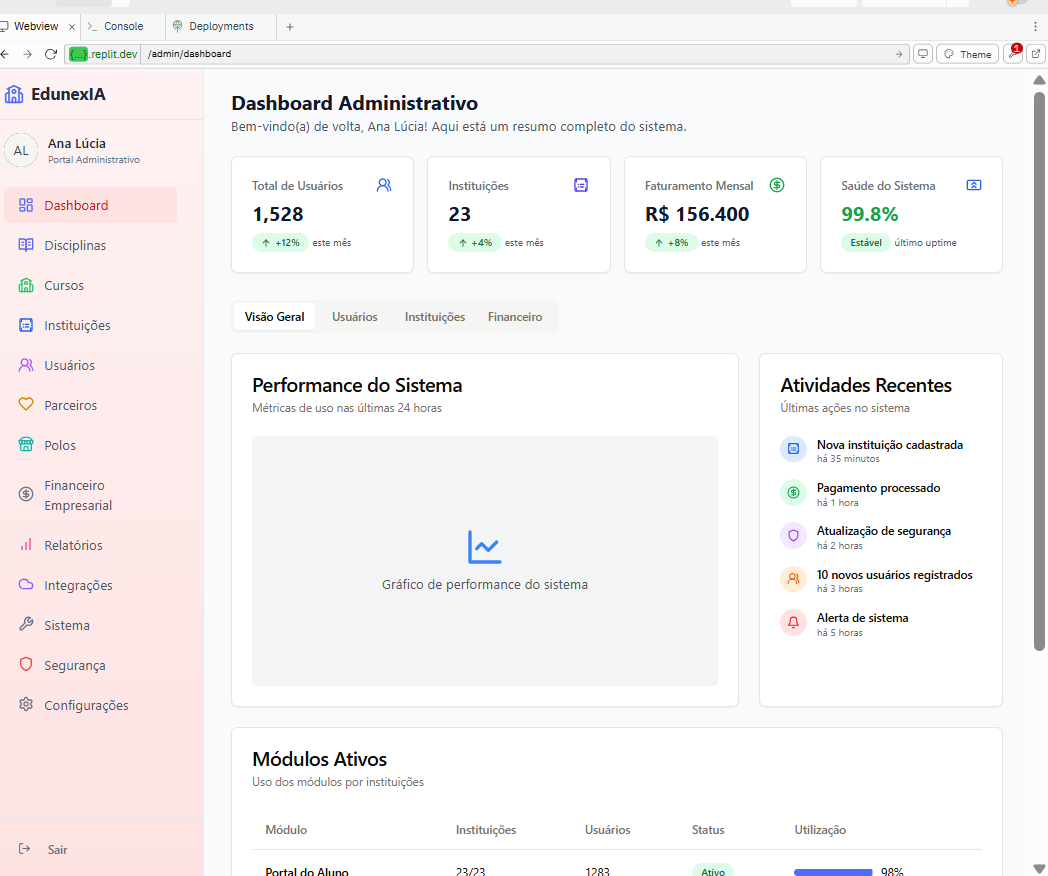 Webview
Console
Deployments
{...}.replit.dev
/admin/dashboard
Theme
1
EdunexIA
AL
Ana Lúcia
Portal Administrativo
Dashboard
Disciplinas
Cursos
Instituições
Usuários
Parceiros
Polos
Financeiro
Empresarial
Relatórios
Integrações
Sistema
Segurança
Configurações
Sair
Dashboard Administrativo
Bem-vindo(a) de volta, Ana Lúcia! Aqui está um resumo completo do sistema.
Total de Usuários
1,528
+12% este mês
Instituições
23
+4% este mês
Faturamento Mensal
R$ 156.400
+8% este mês
Saúde do Sistema
99.8%
Estável último uptime
Visão Geral
Usuários
Instituições
Financeiro
Performance do Sistema
Métricas de uso nas últimas 24 horas
Gráfico de performance do sistema
Atividades Recentes
Últimas ações no sistema
Nova instituição cadastrada
há 35 minutos
Pagamento processado
há 1 hora
Atualização de segurança
há 2 horas
10 novos usuários registrados
há 3 horas
Alerta de sistema
há 5 horas
Módulos Ativos
Uso dos módulos por instituições
Módulo Instituições Usuários Status Utilização
Portal do Aluno 23/23 1283 Ativo 98%